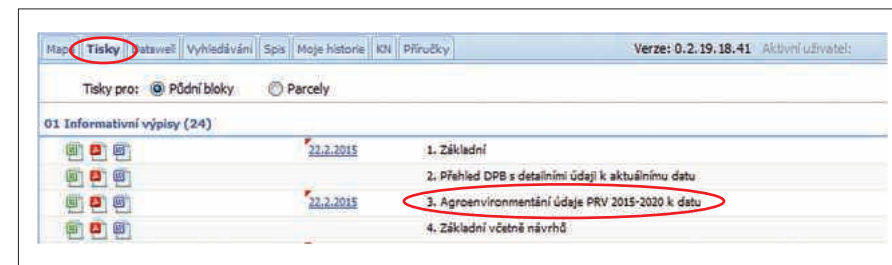 Mapa Tisky Datawell Vyhledávání Spis Moje historie KN Příručky Verze: 0.2.19.18.41 Aktivní uživatel:
Tisky pro: Půdní bloky Parcely
01 Informativní výpisy (24)
22.2.2015 1. Základní
2. Přehled DPB s detailními údaji k aktuálnímu datu
22.2.2015 3. Agroenvironmentání údaje PRV 2015-2020 k datu
4. Základní včetně návrhů